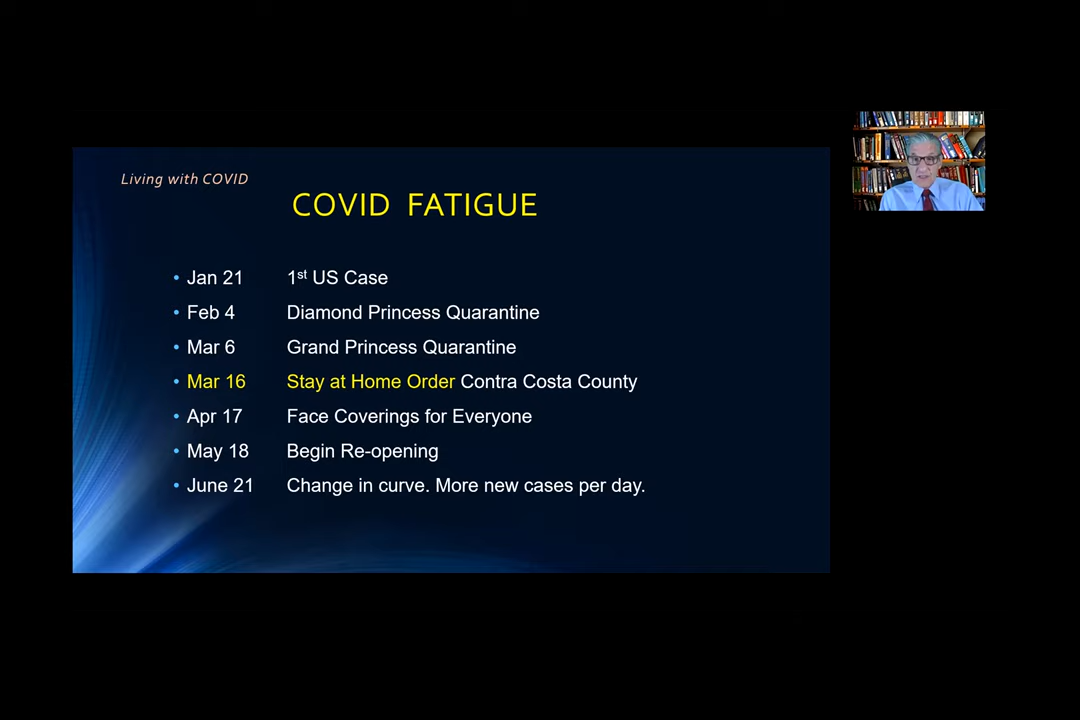 Living with COVID
COVID FATIGUE
• Jan 21 1st US Case
• Feb 4 Diamond Princess Quarantine
• Mar 6 Grand Princess Quarantine
• Mar 16 Stay at Home Order Contra Costa County
• Apr 17 Face Coverings for Everyone
• May 18 Begin Re-opening
• June 21 Change in curve. More new cases per day.